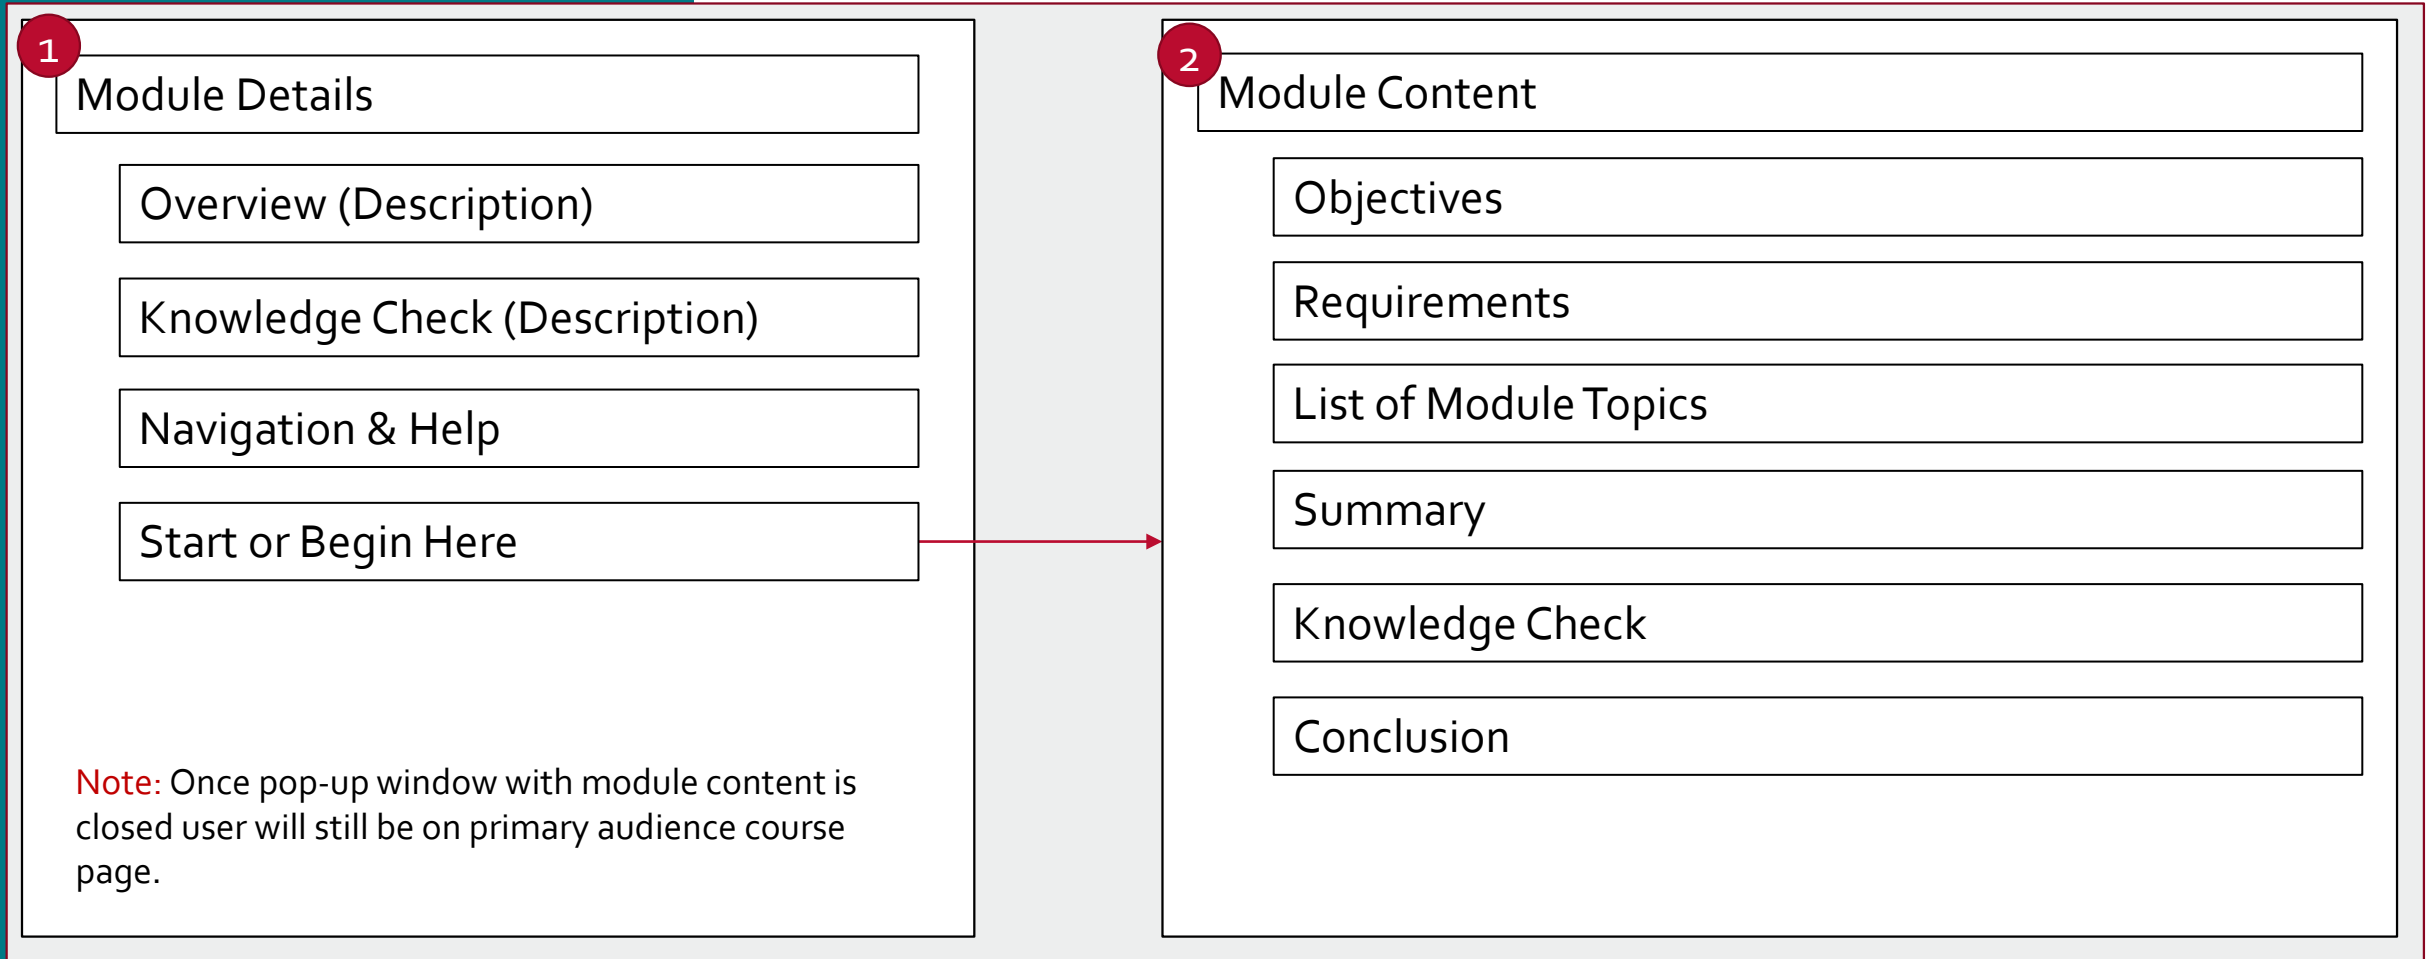 1
Module Details
Overview (Description)
Knowledge Check (Description)
Navigation & Help
Start or Begin Here
Note: Once pop-up window with module content is
closed user will still be on primary audience course
page.
2
Module Content
Objectives
Requirements
List of Module Topics
Summary
Knowledge Check
Conclusion